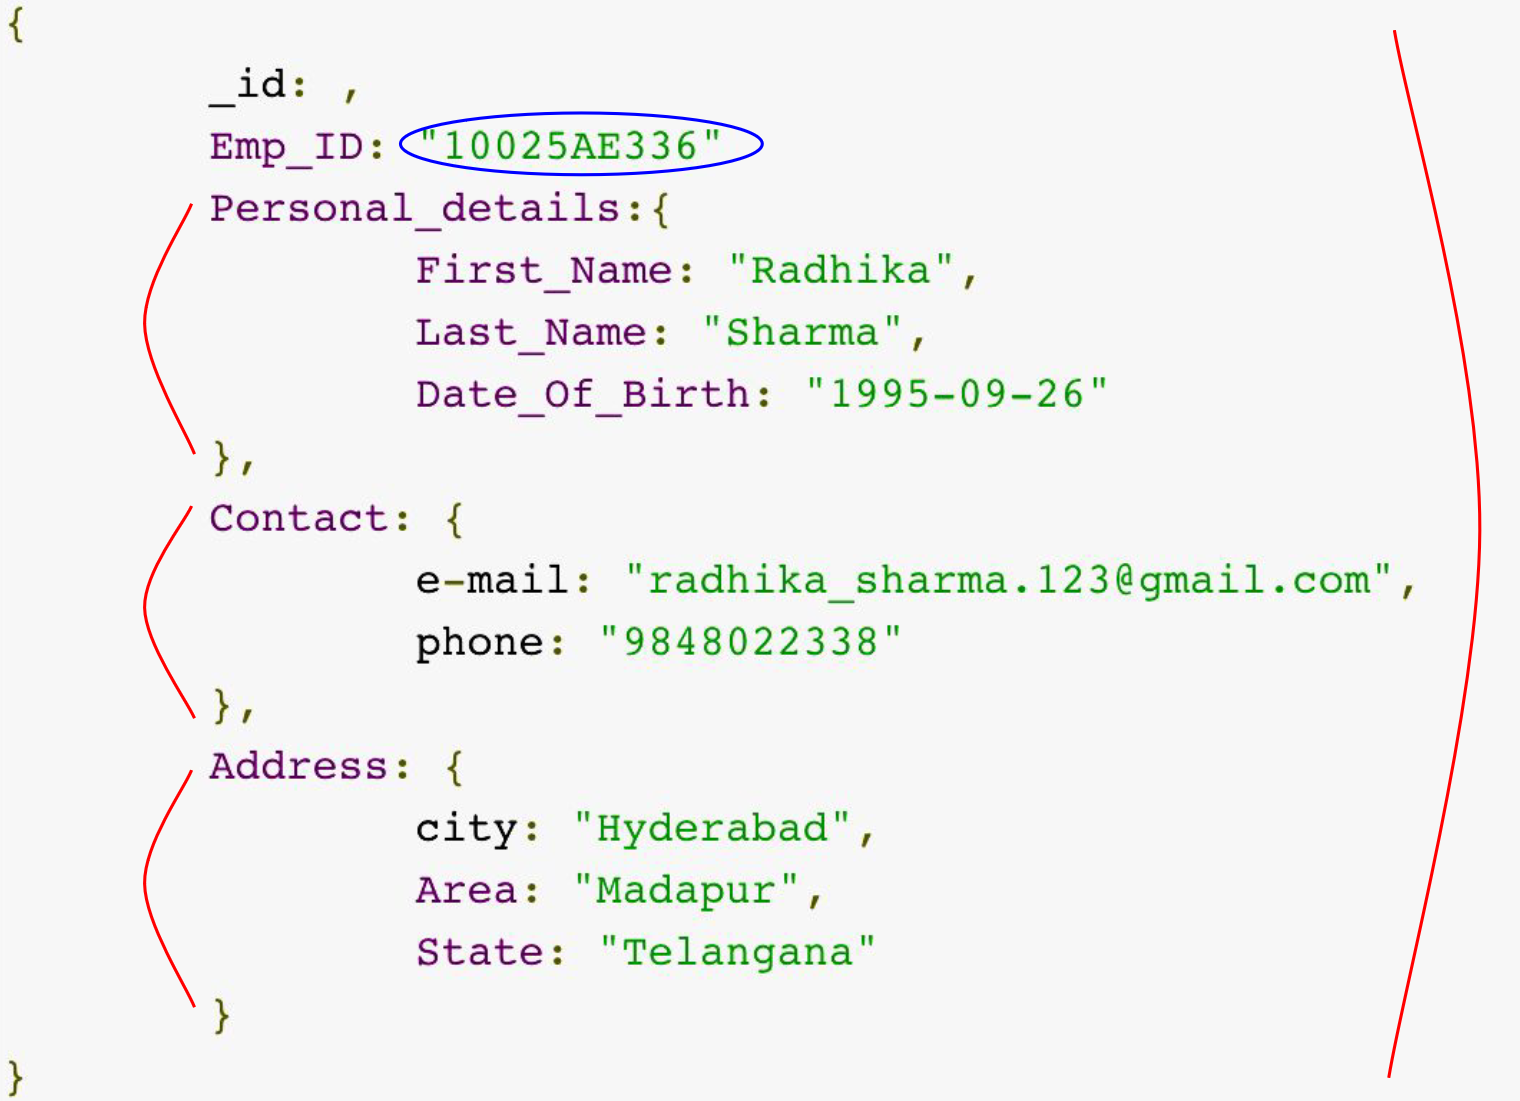 {
_id: ,
Emp_ID: "10025AE336"
Personal_details:{
First_Name: "Radhika",
Last_Name: "Sharma",
Date_Of_Birth: "1995-09-26"
},
Contact: {
e-mail: "radhika_sharma.123@gmail.com",
phone: "9848022338"
},
Address: {
city: "Hyderabad",
Area: "Madapur",
State: "Telangana"
}
}